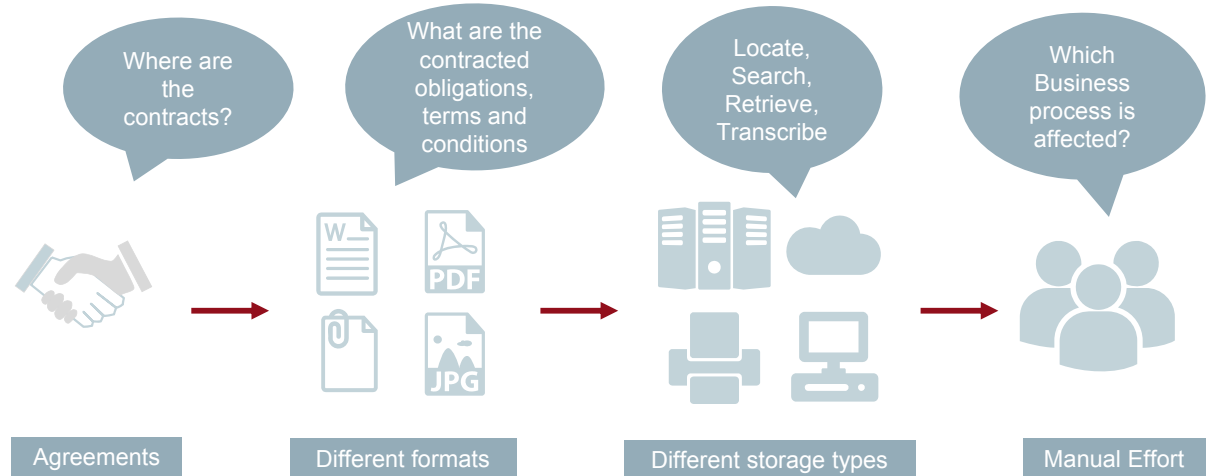 Where are
the
contracts?
What are the
contracted
obligations,
terms and
conditions
Locate,
Search,
Retrieve,
Transcribe
Which
Business
process is
affected?
W
PDF
JPG
Agreements
Different formats
Different storage types
Manual Effort